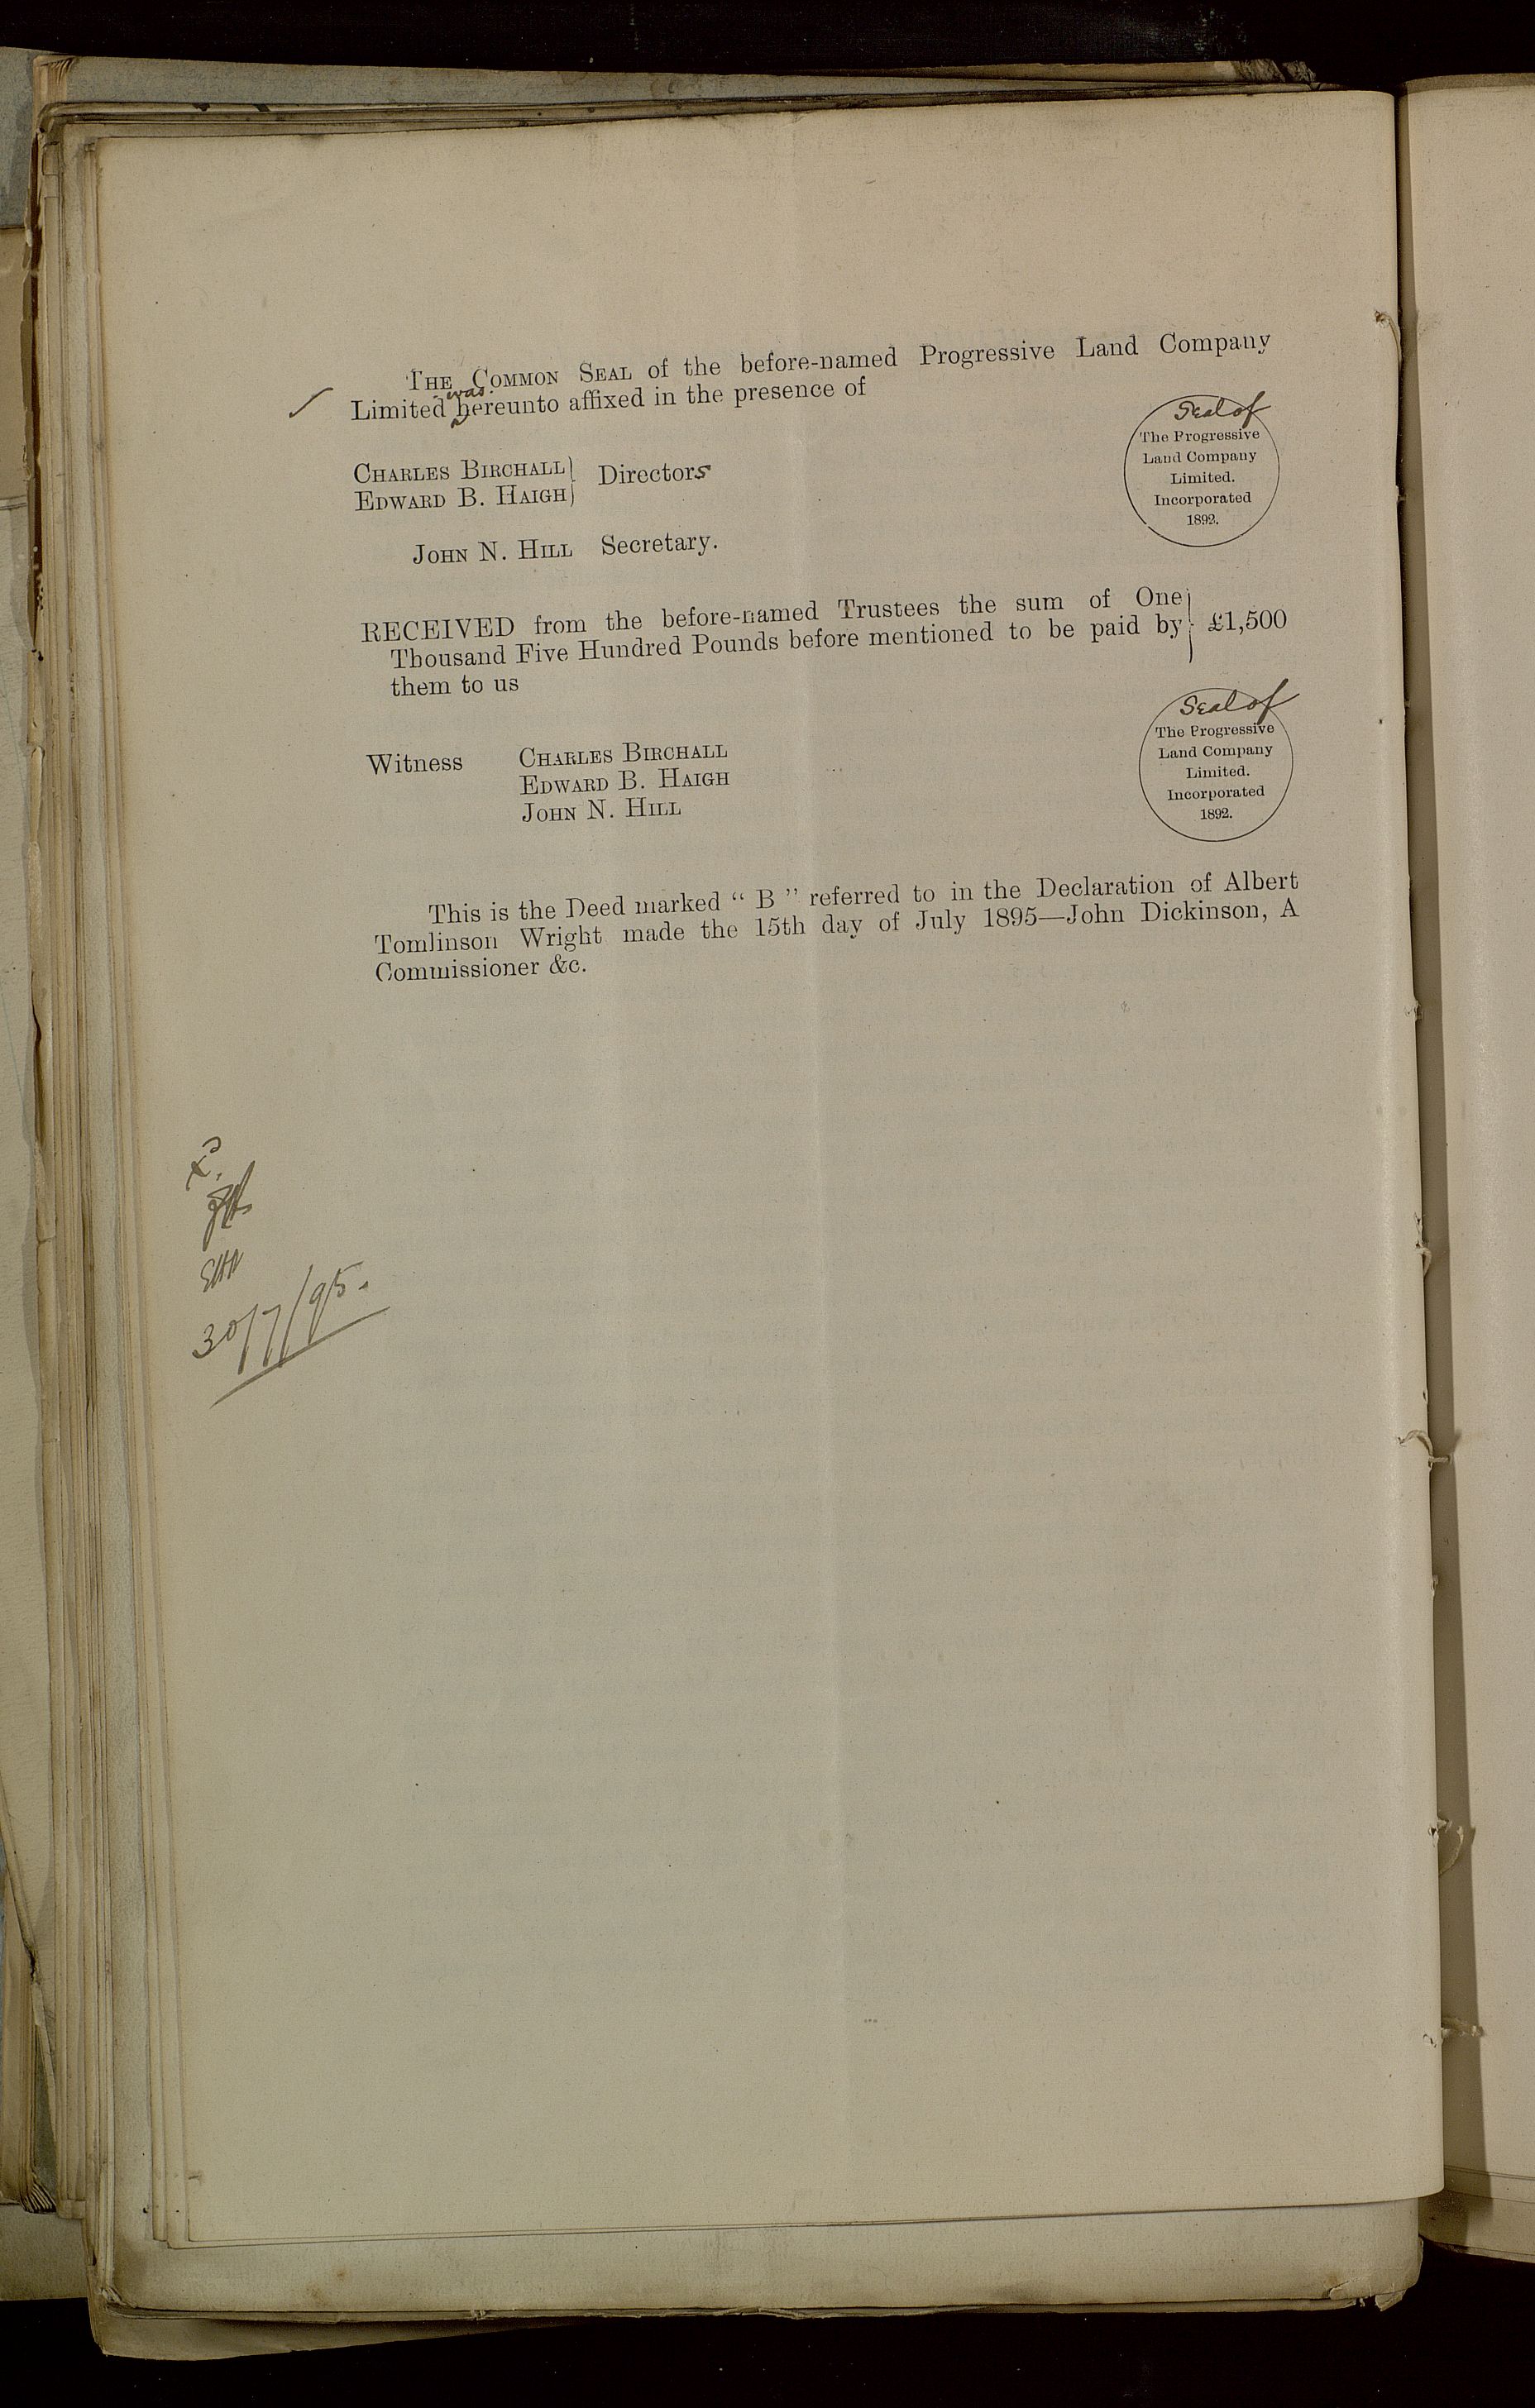 THE COMMON SEAL of the before-named Progressive Land Company
was
Limited hereunto affixed in the presence of
Seal of
The Progressive
Land Company
Limited.
Incorporated
1892.
CHARLES BIRCHALL
EDWARD B. HAIGH
Directors
JOHN N. HILL Secretary.
RECEIVED from the before-named Trustees the sum of One
Thousand Five Hundred Pounds before mentioned to be paid by
them to us
£1,500
Seal of
The Progressive
Land Company
Limited.
Incorporated
1892.
Witness CHARLES BIRCHALL
EDWARD B. HAIGH
JOHN N. HILL
This is the Deed marked " B " referred to in the Declaration of Albert
Tomlinson Wright made the 15th day of July 1895—John Dickinson, A
Commissioner &c.
30/7/95.